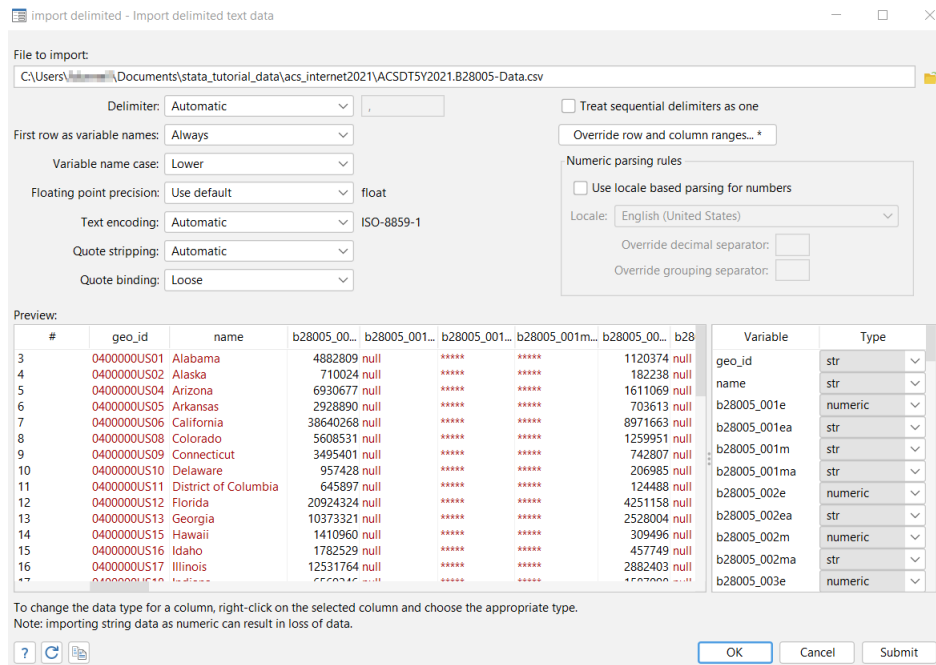 import delimited - Import delimited text data
File to import:
C:\Users\ \Documents\stata_tutorial_data\acs_internet2021\ACSDT5Y2021.B28005-Data.csv
Delimiter: Automatic ,
Treat sequential delimiters as one
First row as variable names: Always
Override row and column ranges... *
Variable name case: Lower
Numeric parsing rules
Floating point precision: Use default float
Use locale based parsing for numbers
Text encoding: Automatic ISO-8859-1
Locale: English (United States)
Quote stripping: Automatic
Override decimal separator:
Quote binding: Loose
Override grouping separator:
Preview:
# geo_id name b28005_00... b28005_001... b28005_001... b28005_001m... b28005_00... b28
3 0400000US01 Alabama 4882809 null ***** ***** 1120374 null
4 0400000US02 Alaska 710024 null ***** ***** 182238 null
5 0400000US04 Arizona 6930677 null ***** ***** 1611069 null
6 0400000US05 Arkansas 2928890 null ***** ***** 703613 null
7 0400000US06 California 38640268 null ***** ***** 8971663 null
8 0400000US08 Colorado 5608531 null ***** ***** 1259951 null
9 0400000US09 Connecticut 3495401 null ***** ***** 742807 null
10 0400000US10 Delaware 957428 null ***** ***** 206985 null
11 0400000US11 District of Columbia 645897 null ***** ***** 124488 null
12 0400000US12 Florida 20924324 null ***** ***** 4251158 null
13 0400000US13 Georgia 10373321 null ***** ***** 2528004 null
14 0400000US15 Hawaii 1410960 null ***** ***** 309496 null
15 0400000US16 Idaho 1782529 null ***** ***** 457749 null
16 0400000US17 Illinois 12531764 null ***** ***** 2882403 null
Variable Type
geo_id str
name str
b28005_001e numeric
b28005_001ea str
b28005_001m str
b28005_001ma str
b28005_002e numeric
b28005_002ea str
b28005_002m numeric
b28005_002ma str
b28005_003e numeric
To change the data type for a column, right-click on the selected column and choose the appropriate type.
Note: importing string data as numeric can result in loss of data.
? OK Cancel Submit